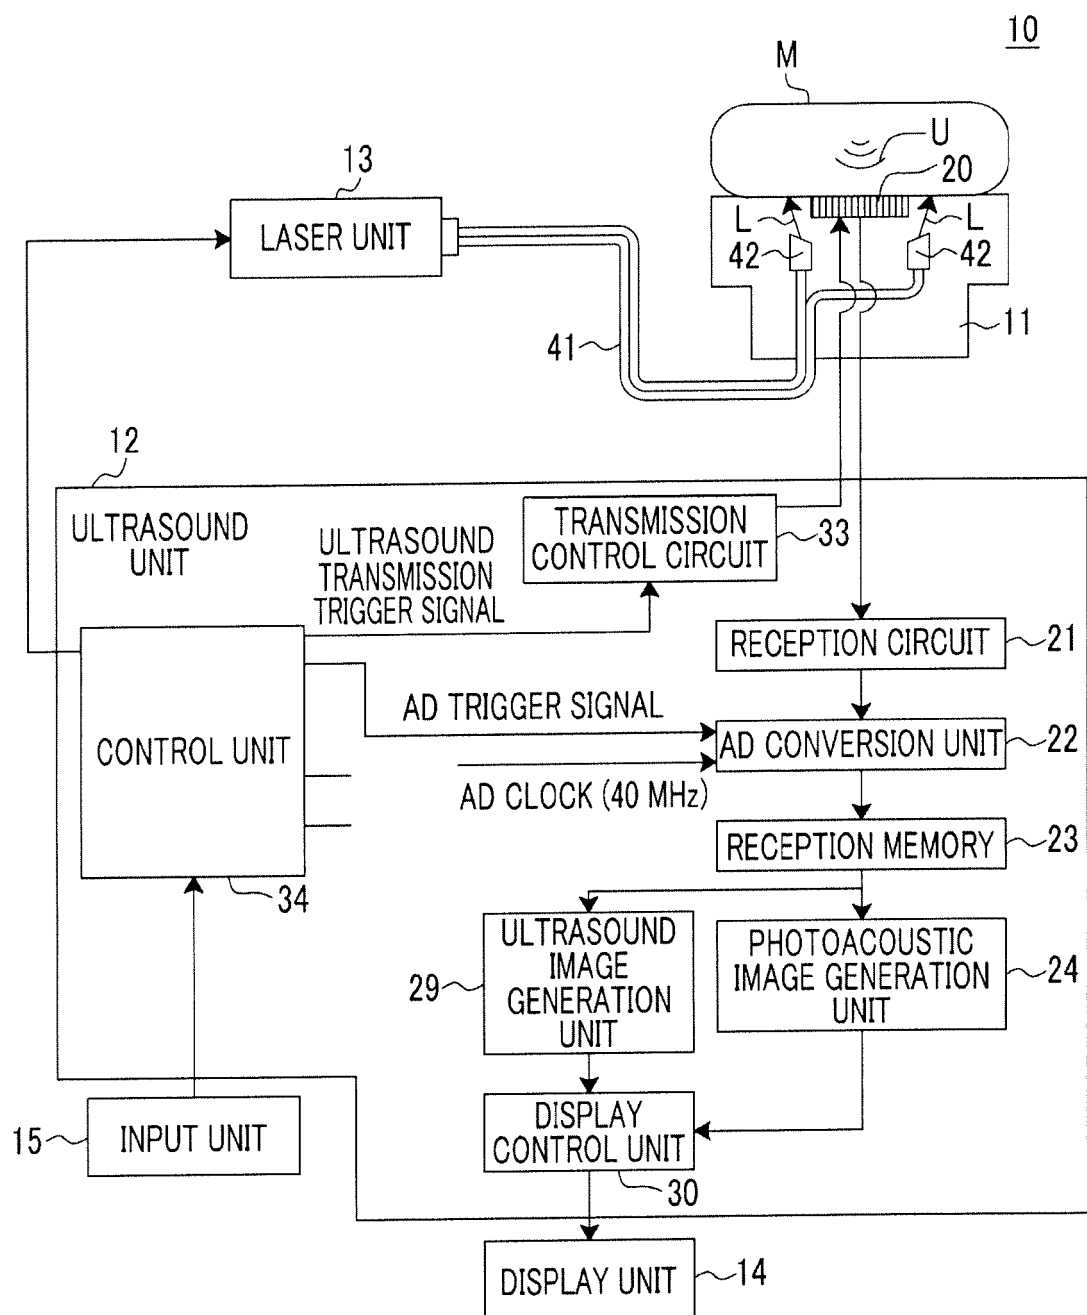 10
M
U
20
13
LASER UNIT
L
L
42
42
11
41
12
ULTRASOUND
UNIT
TRANSMISSION
CONTROL CIRCUIT
33
ULTRASOUND
TRANSMISSION
TRIGGER SIGNAL
RECEPTION CIRCUIT
21
AD TRIGGER SIGNAL
CONTROL UNIT
AD CONVERSION UNIT
22
AD CLOCK (40 MHz)
RECEPTION MEMORY
23
34
ULTRASOUND
IMAGE
GENERATION
UNIT
29
PHOTOACOUSTIC
IMAGE GENERATION
UNIT
24
15
INPUT UNIT
DISPLAY
CONTROL UNIT
30
DISPLAY UNIT
14